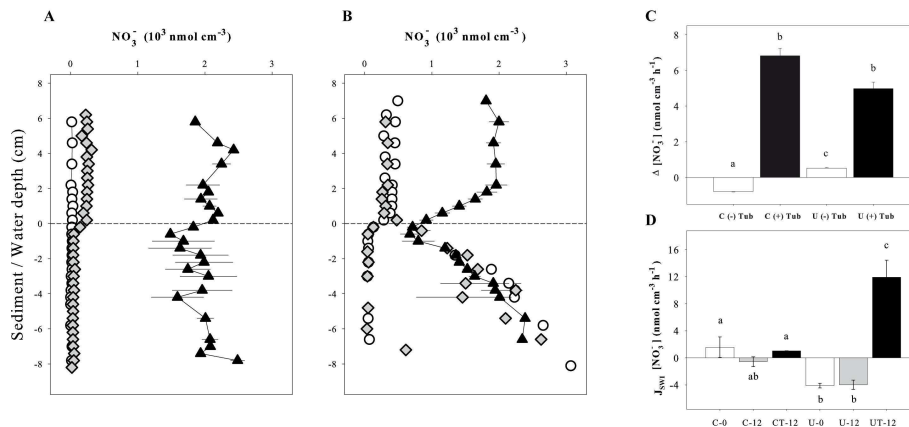 A
B
C
NO3- (10^3 nmol cm-3)
NO3- (10^3 nmol cm-3)
0 1 2 3
0 1 2 3
8
6
4
2
0
-2
-4
-6
-8
8
6
4
2
0
-2
-4
-6
-8
Sediment / Water depth (cm)
Δ [NO3-] (nmol cm-3 h-1)
8
6
4
2
0
a
b
c
b
C (-) Tub C (+) Tub U (-) Tub U (+) Tub
D
JSWI [NO3-] (nmol cm-3 h-1)
16
12
8
4
0
-4
a
ab
a
b
b
c
C-0 C-12 CT-12 U-0 U-12 UT-12